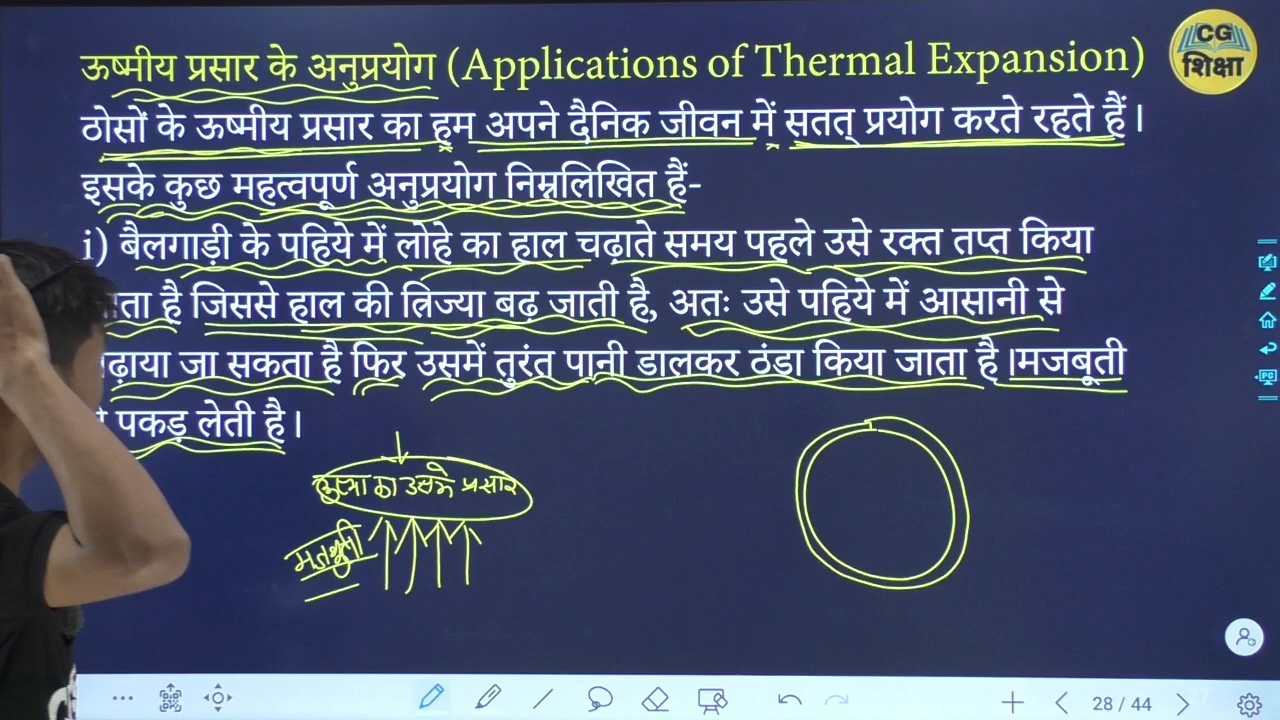 CG
शिक्षा
ऊष्मीय प्रसार के अनुप्रयोग (Applications of Thermal Expansion)
ठोसों के ऊष्मीय प्रसार का हम अपने दैनिक जीवन में सतत् प्रयोग करते रहते हैं।
इसके कुछ महत्वपूर्ण अनुप्रयोग निम्नलिखित हैं-
i) बैलगाड़ी के पहिये में लोहे का हाल चढ़ाते समय पहले उसे रक्त तप्त किया
है जिससे हाल की त्रिज्या बढ़ जाती है, अतः उसे पहिये में आसानी से
जा सकता है फिर उसमें तुरंत पानी डालकर ठंडा किया जाता है।मजबूती
पकड़ लेती है।
का उसमे प्रसार
28 / 44